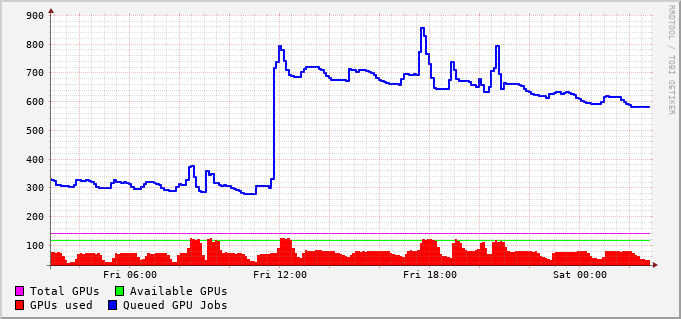 900
800
700
600
500
400
300
200
100
Fri 06:00 Fri 12:00 Fri 18:00 Sat 00:00
Total GPUs Available GPUs
GPUs used Queued GPU Jobs
RRDTOOL / TOBI OETIKER